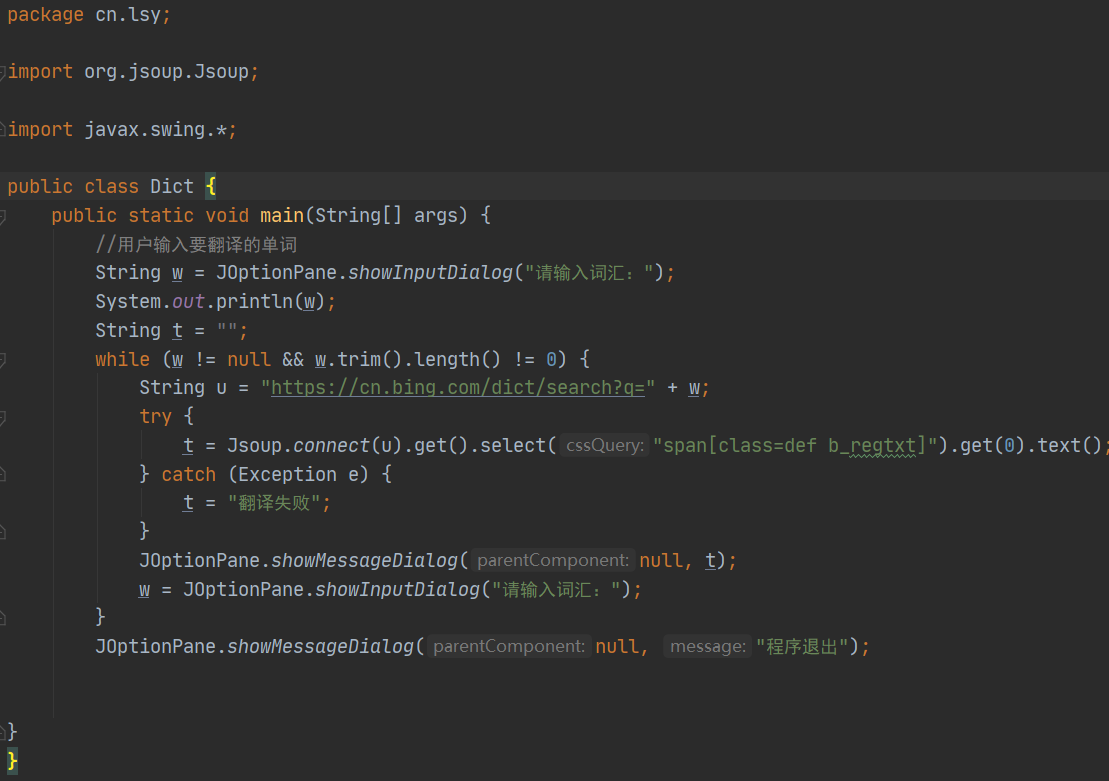 package cn.lsy;
import org.jsoup.Jsoup;
import javax.swing.*;
public class Dict {
public static void main(String[] args) {
//用户输入要翻译的单词
String w = JOptionPane.showInputDialog("请输入词汇：");
System.out.println(w);
String t = "";
while (w != null && w.trim().length() != 0) {
String u = "https://cn.bing.com/dict/search?q=" + w;
try {
t = Jsoup.connect(u).get().select( cssQuery: "span[class=def b_regtxt]").get(0).text();
} catch (Exception e) {
t = "翻译失败";
}
JOptionPane.showMessageDialog( parentComponent: null, t);
w = JOptionPane.showInputDialog("请输入词汇：");
}
JOptionPane.showMessageDialog( parentComponent: null, message: "程序退出");
}
}